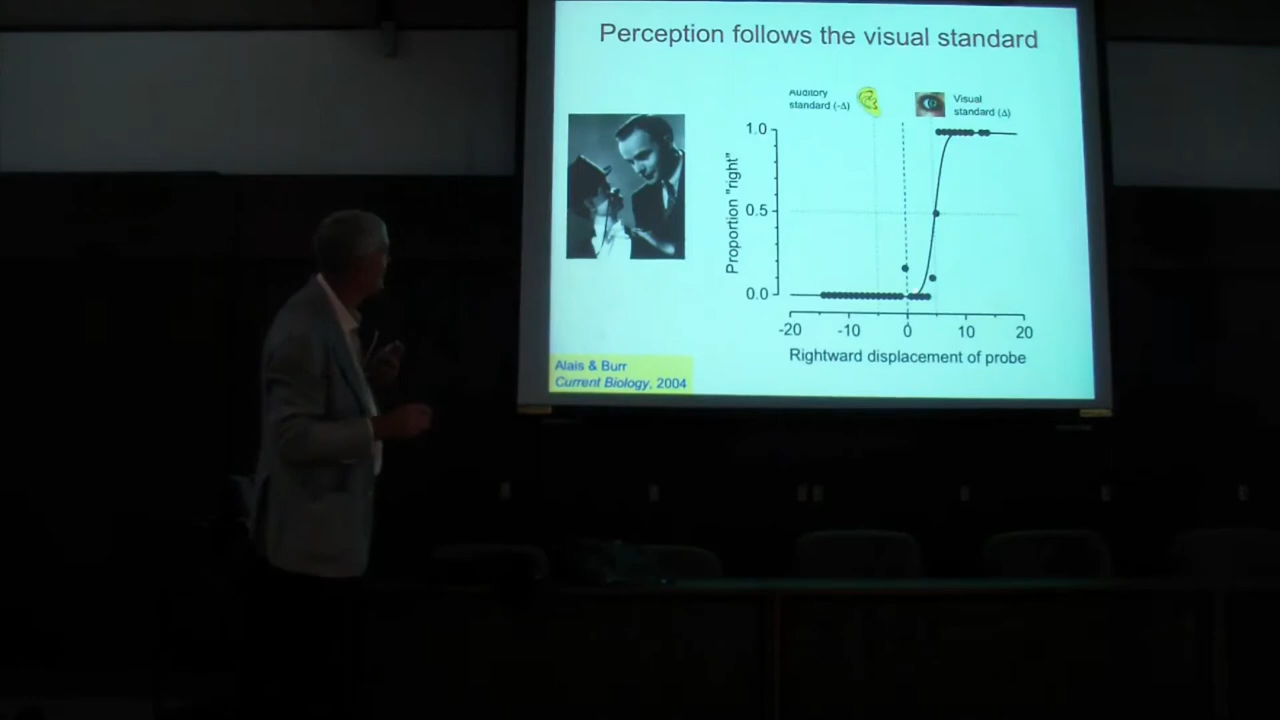 Perception follows the visual standard
Auditory
standard (-Δ)
Visual
standard (Δ)
1.0
0.5
0.0
Proportion "right"
-20 -10 0 10 20
Rightward displacement of probe
Alais & Burr
Current Biology, 2004